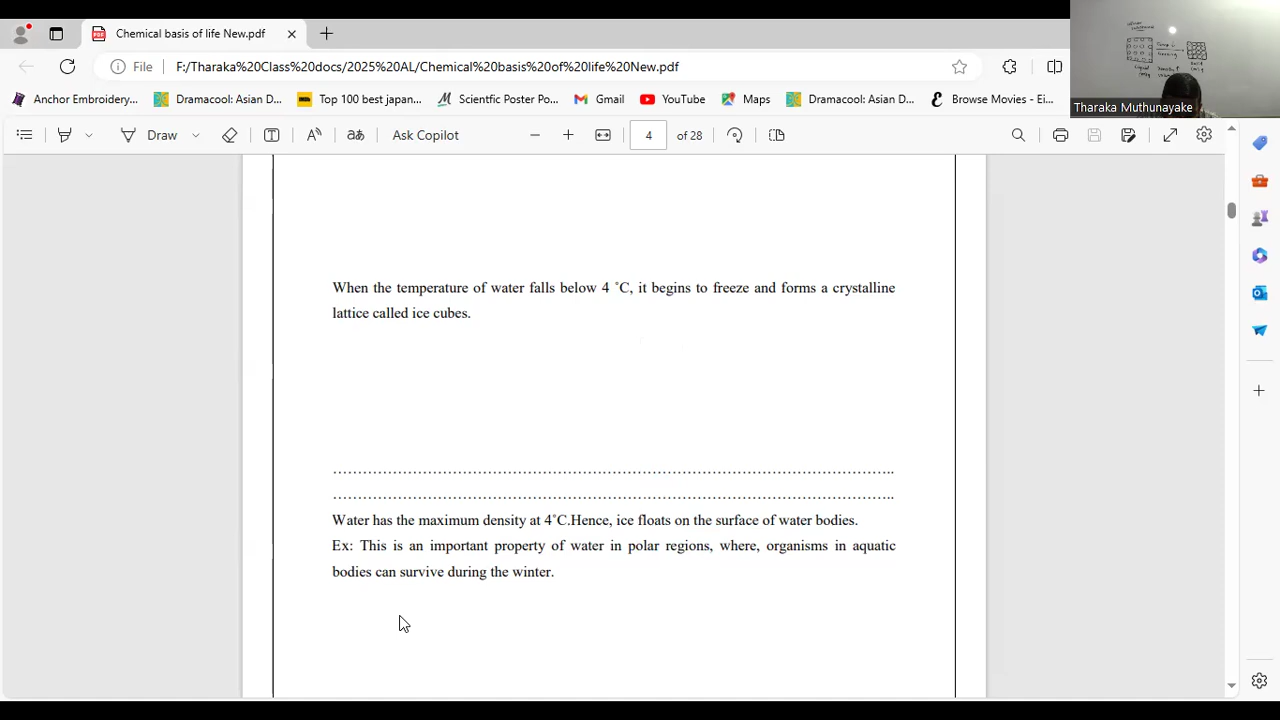 Chemical basis of life New.pdf
File
F:/Tharaka%20Class%20docs/2025%20AL/Chemi
basis%20of%20life%20New.pdf
Anchor Embroidery...
Dramacool: Asian D...
Top 100 best japan...
Scientfic Poster Po...
Gmail
YouTube
Maps
Dramacool: Asian D...
Browse Movies - Ei...
Tharaka Muthunayake
Draw
aあ
Ask Copilot
4 of 28
When the temperature of water falls below 4 ˚C, it begins to freeze and forms a crystalline
lattice called ice cubes.
Water has the maximum density at 4˚C.Hence, ice floats on the surface of water bodies.
Ex: This is an important property of water in polar regions, where, organisms in aquatic
bodies can survive during the winter.